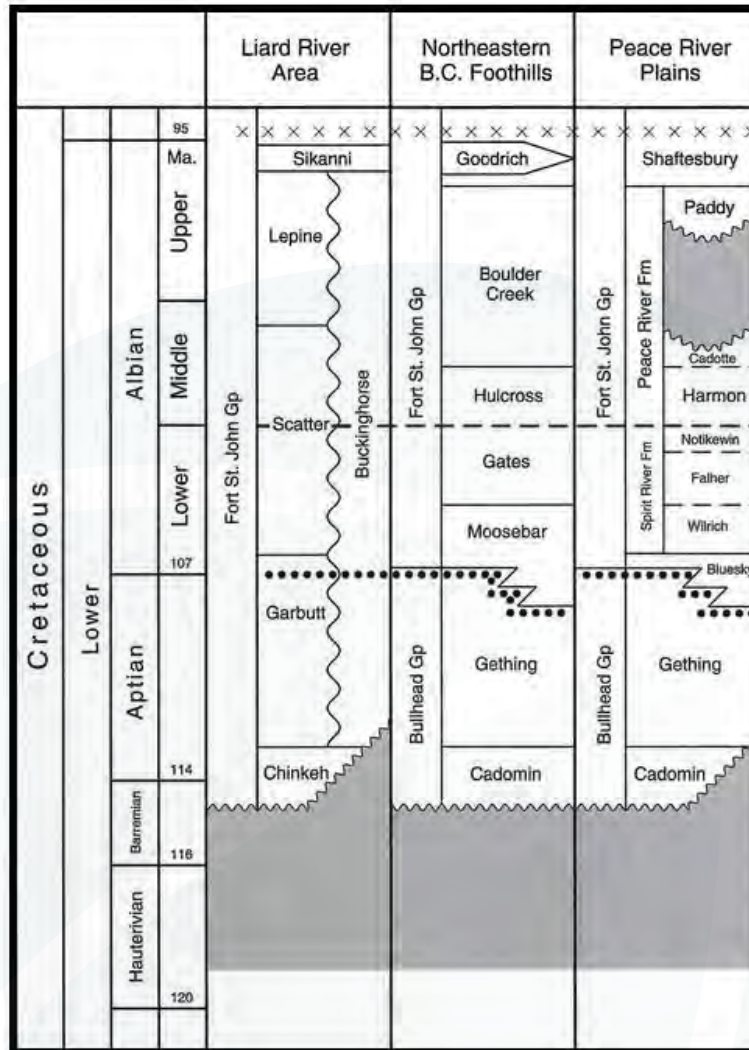 Liard River
Area
Northeastern
B.C. Foothills
Peace River
Plains
Cretaceous
Lower
Albian
Aptian
Barremian
Hauterivian
95
Ma.
Upper
Middle
Lower
107
114
116
120
Fort St. John Gp
Sikanni
Lepine
Scatter
Buckinghorse
Garbutt
Chinkeh
Fort St. John Gp
Bullhead Gp
Goodrich
Boulder
Creek
Hulcross
Gates
Moosebar
Gething
Cadomin
Fort St. John Gp
Bullhead Gp
Shaftesbury
Peace River Fm
Paddy
Cadotte
Harmon
Spirit River Fm
Notikewin
Falher
Wilrich
Bluesky
Gething
Cadomin